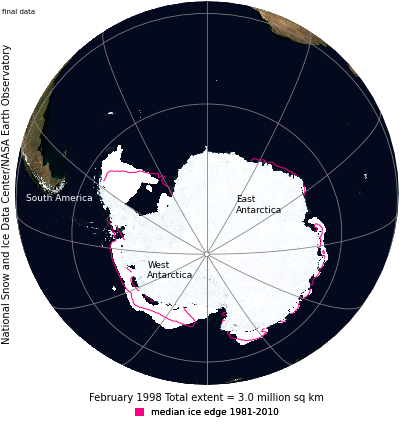 final data
National Snow and Ice Data Center/NASA Earth Observatory
South America
East
Antarctica
West
Antarctica
February 1998 Total extent = 3.0 million sq km
median ice edge 1981-2010